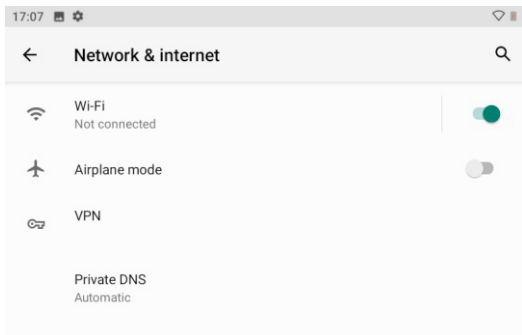 17:07
Network & internet
Wi-Fi
Not connected
Airplane mode
VPN
Private DNS
Automatic